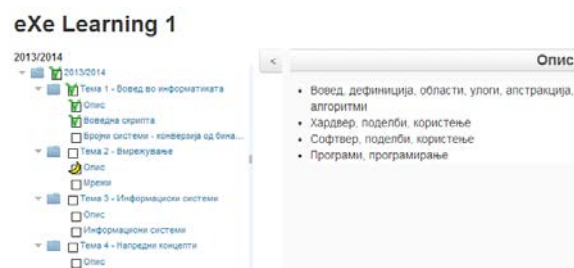 eXe Learning 1
2013/2014
2013/2014
Тема 1 - Вовед во информатиката
Опис
Воведна скрипта
Бројни системи - конверзија од бина...
Тема 2 - Вмрежување
Опис
Мрежи
Тема 3 - Информациски системи
Опис
Информациони системи
Тема 4 - Напредни концепти
Опис
<
Опис
• Вовед, дефиниција, области, улоги, апстракција,
алгоритми
• Хардвер, поделби, користење
• Софтвер, поделби, користење
• Програми, програмирање